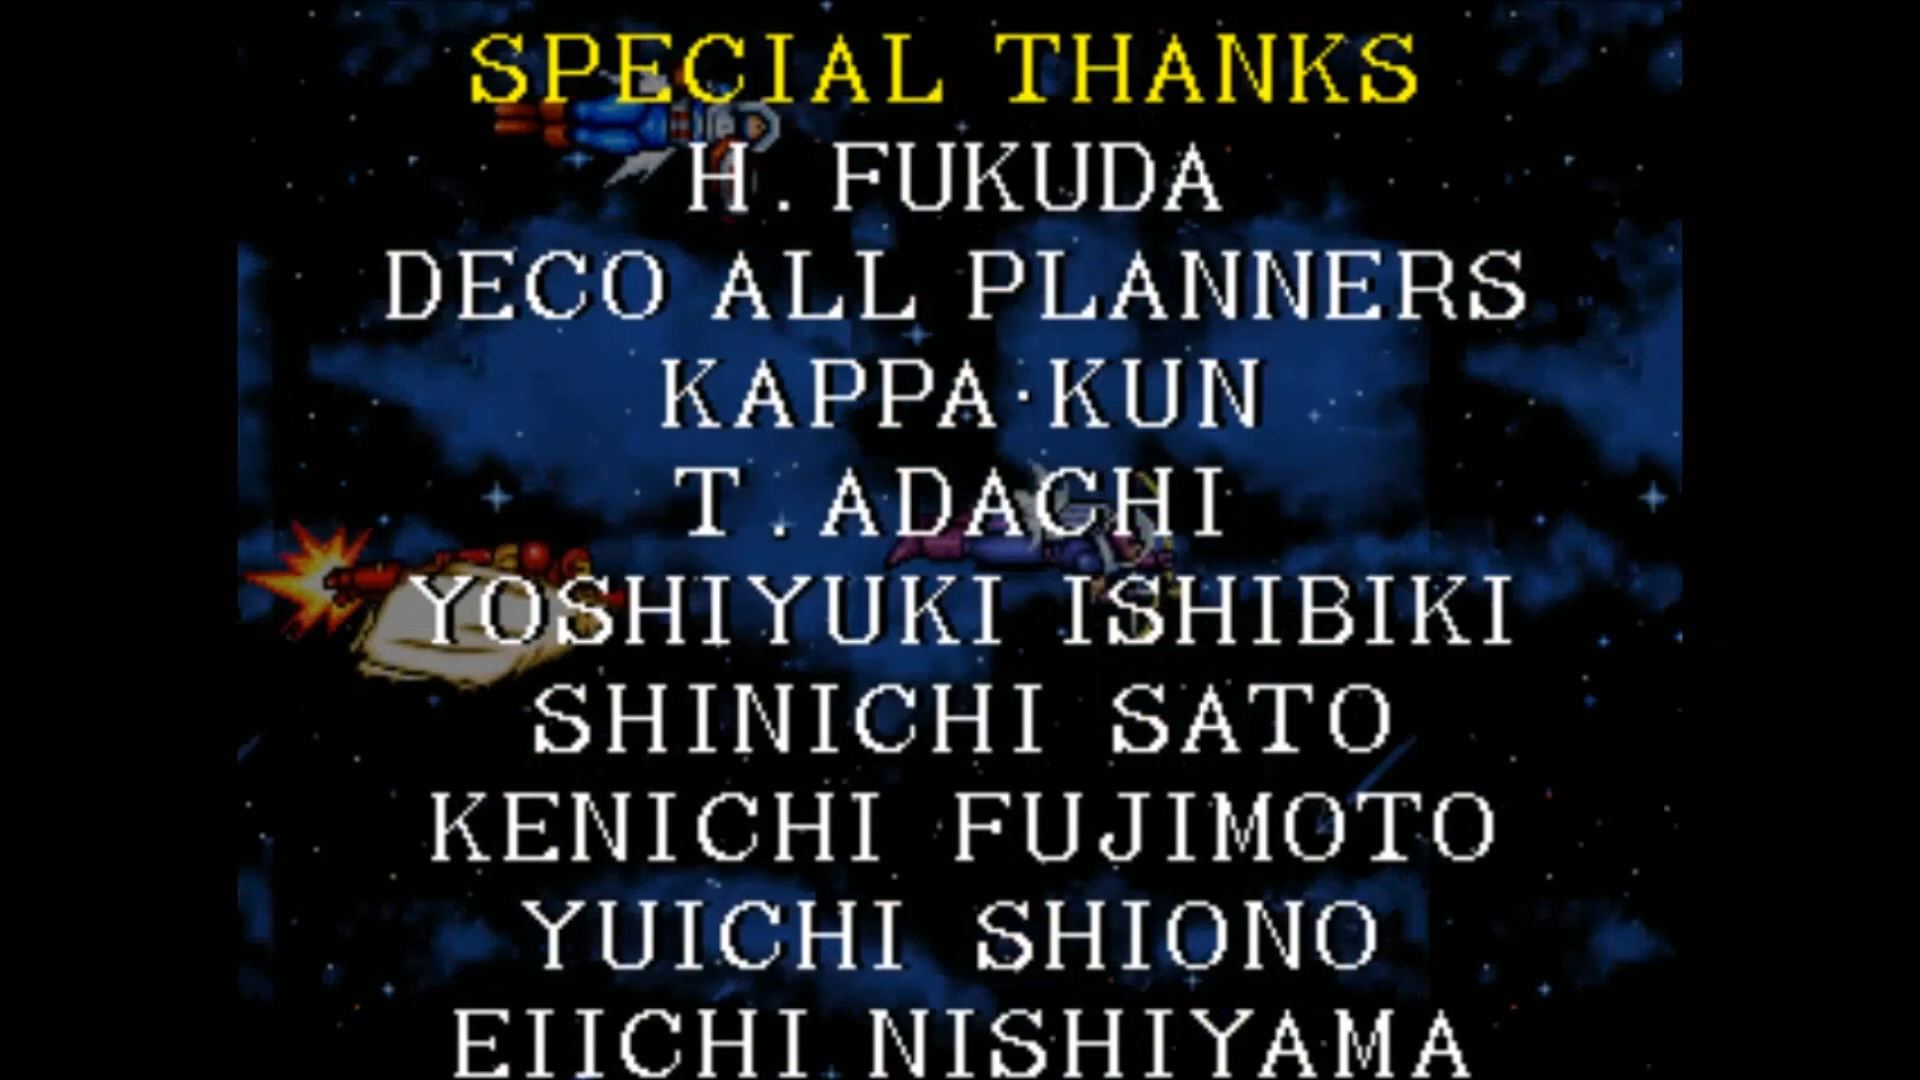 SPECIAL THANKS
H. FUKUDA
DECO ALL PLANNERS
KAPPA·KUN
T.ADACHI
YOSHIYUKI ISHIBIKI
SHINICHI SATO
KENICHI FUJIMOTO
YUICHI SHIONO
EIICHI NISHIYAMA